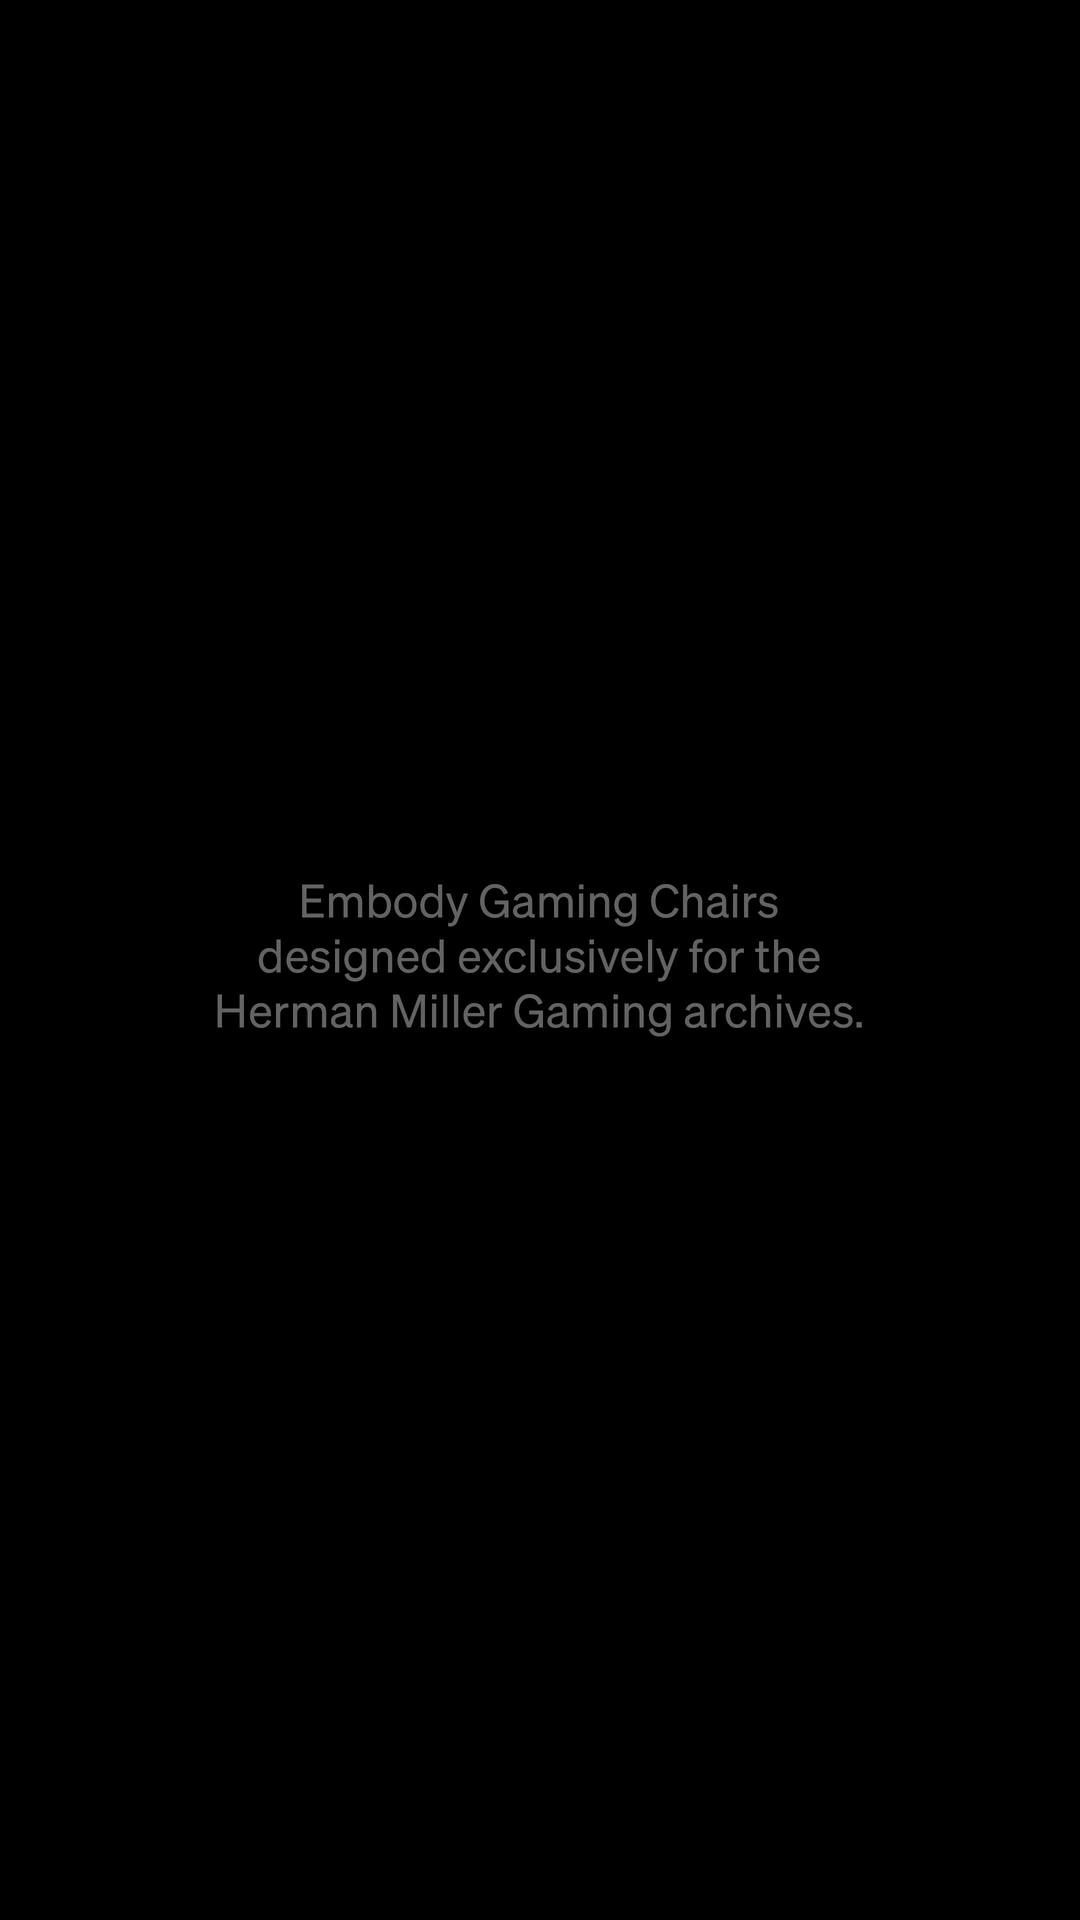 Embody Gaming Chairs
designed exclusively for the
Herman Miller Gaming archives.